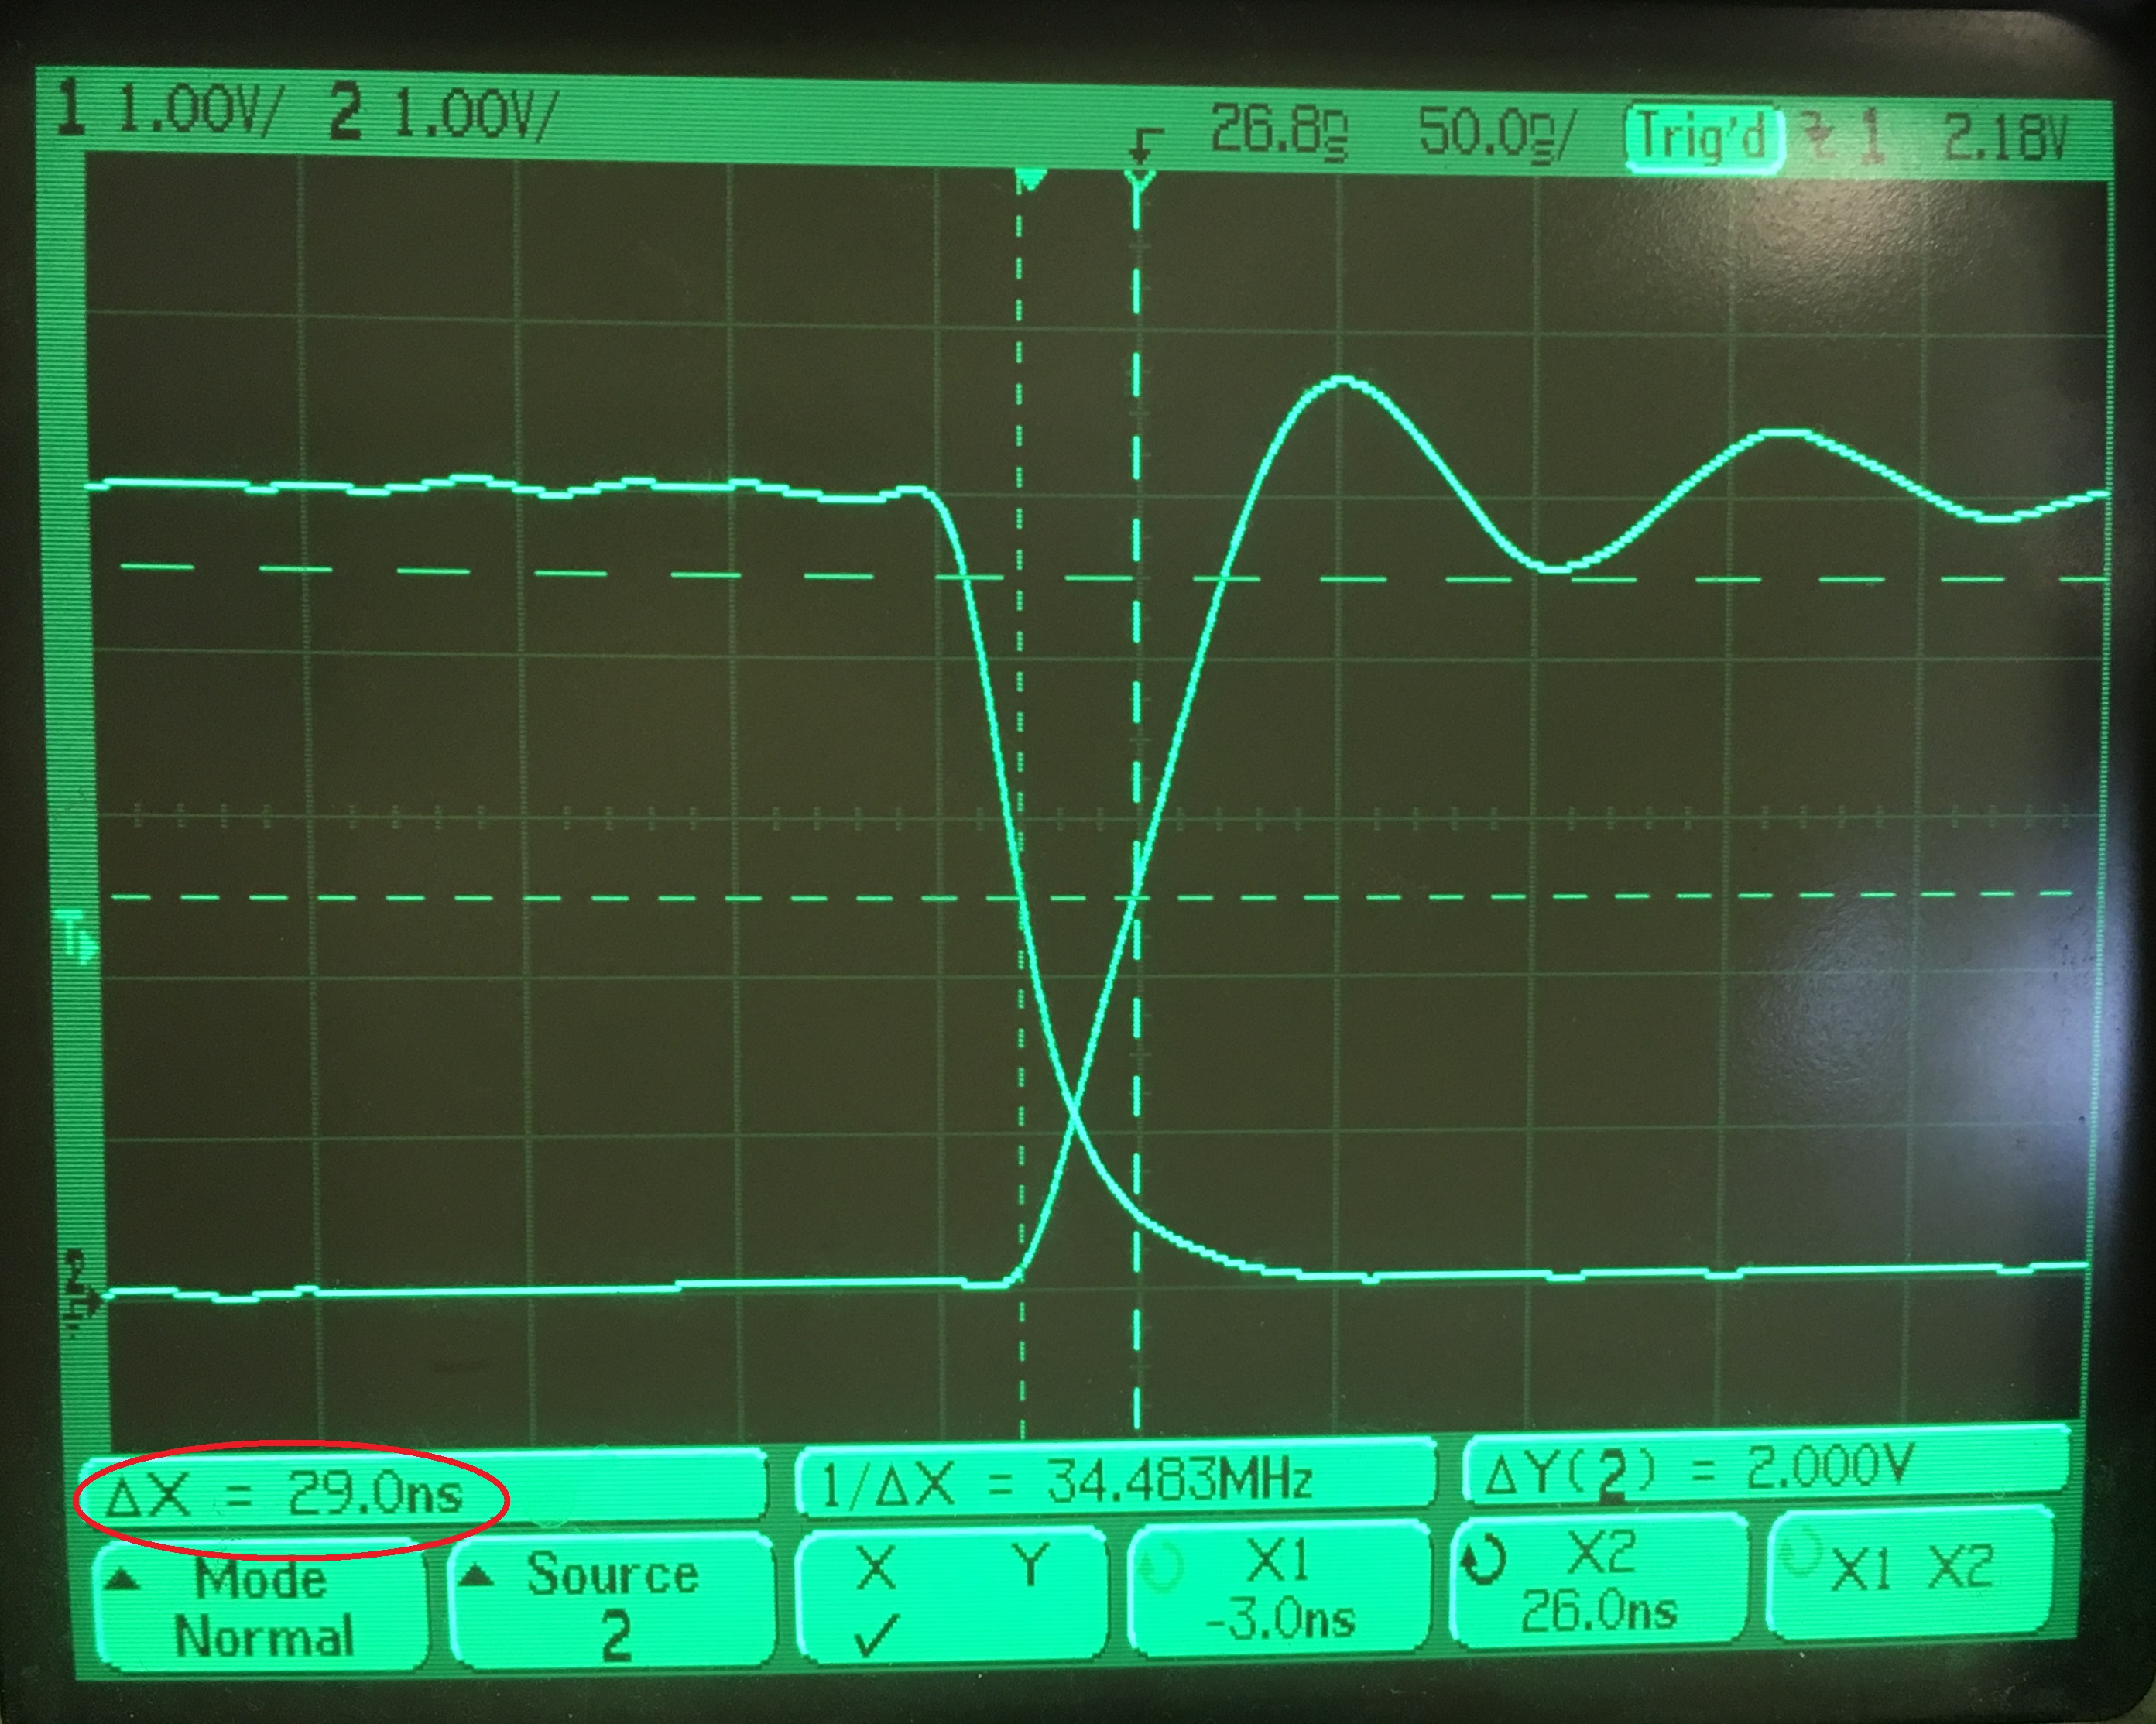 1 1.00V/ 2 1.00V/ 26.8ns 50.0ns/ Trig'd 1 2.18V
T
ΔX = 29.0ns 1/ΔX = 34.483MHz ΔY(2) = 2.000V
Mode Source X Y X1 X2 X1 X2
Normal 2 ✓ -3.0ns 26.0ns